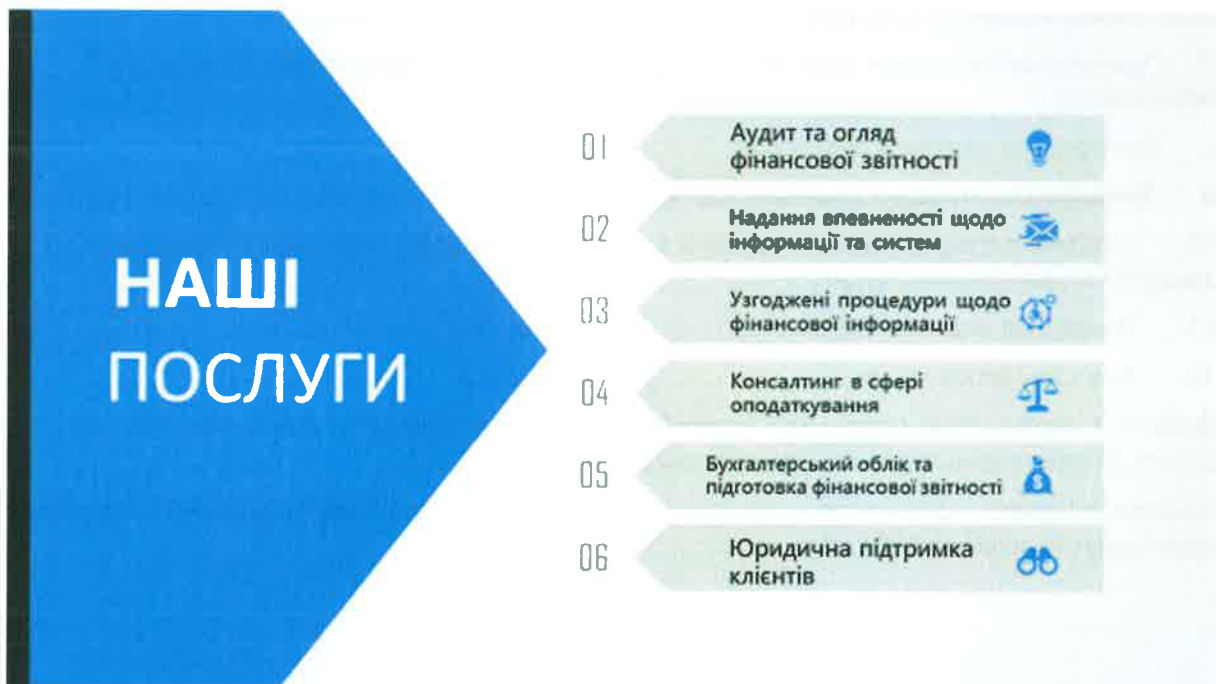 НАШІ
ПОСЛУГИ
01
Аудит та огляд
фінансової звітності
02
Надання впевненості щодо
інформації та систем
03
Узгоджені процедури щодо
фінансової інформації
04
Консалтинг в сфері
оподаткування
05
Бухгалтерський облік та
підготовка фінансової звітності
06
Юридична підтримка
клієнтів